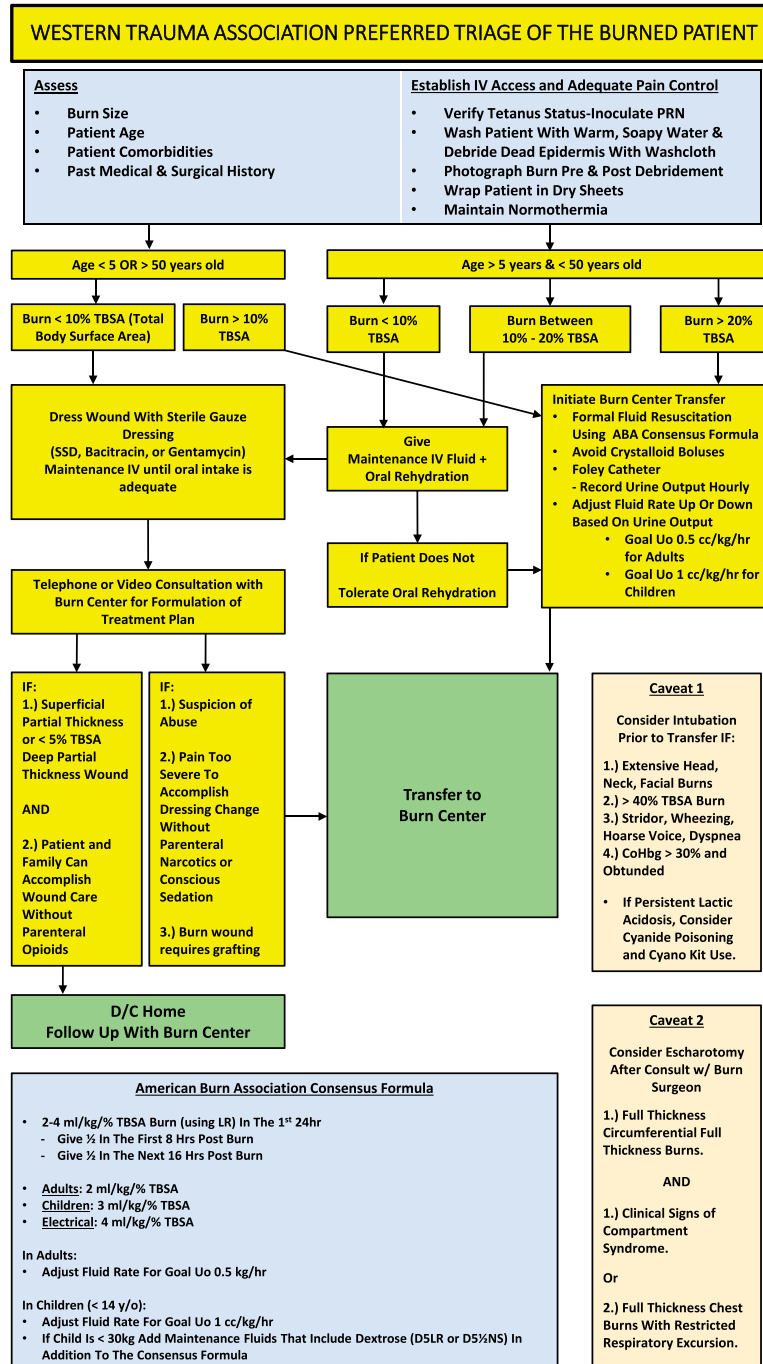 WESTERN TRAUMA ASSOCIATION PREFERRED TRIAGE OF THE BURNED PATIENT
Assess
• Burn Size
• Patient Age
• Patient Comorbidities
• Past Medical & Surgical History
Establish IV Access and Adequate Pain Control
• Verify Tetanus Status-Inoculate PRN
• Wash Patient With Warm, Soapy Water &
Debride Dead Epidermis With Washcloth
• Photograph Burn Pre & Post Debridement
• Wrap Patient in Dry Sheets
• Maintain Normothermia
Age < 5 OR > 50 years old
Age > 5 years & < 50 years old
Burn < 10% TBSA (Total
Body Surface Area)
Burn > 10%
TBSA
Burn < 10%
TBSA
Burn Between
10% - 20% TBSA
Burn > 20%
TBSA
Dress Wound With Sterile Gauze
Dressing
(SSD, Bacitracin, or Gentamycin)
Maintenance IV until oral intake is
adequate
Give
Maintenance IV Fluid +
Oral Rehydration
If Patient Does Not
Tolerate Oral Rehydration
Initiate Burn Center Transfer
• Formal Fluid Resuscitation
Using ABA Consensus Formula
• Avoid Crystalloid Boluses
• Foley Catheter
- Record Urine Output Hourly
• Adjust Fluid Rate Up Or Down
Based On Urine Output
• Goal Uo 0.5 cc/kg/hr
for Adults
• Goal Uo 1 cc/kg/hr for
Children
Telephone or Video Consultation with
Burn Center for Formulation of
Treatment Plan
IF:
1.) Superficial
Partial Thickness
or < 5% TBSA
Deep Partial
Thickness Wound
AND
2.) Patient and
Family Can
Accomplish
Wound Care
Without
Parenteral
Opioids
IF:
1.) Suspicion of
Abuse
2.) Pain Too
Severe To
Accomplish
Dressing Change
Without
Parenteral
Narcotics or
Conscious
Sedation
3.) Burn wound
requires grafting
Transfer to
Burn Center
Caveat 1
Consider Intubation
Prior to Transfer IF:
1.) Extensive Head,
Neck, Facial Burns
2.) > 40% TBSA Burn
3.) Stridor, Wheezing,
Hoarse Voice, Dyspnea
4.) CoHbg > 30% and
Obtunded
• If Persistent Lactic
Acidosis, Consider
Cyanide Poisoning
and Cyano Kit Use.
D/C Home
Follow Up With Burn Center
Caveat 2
Consider Escharotomy
After Consult w/ Burn
Surgeon
1.) Full Thickness
Circumferential Full
Thickness Burns.
AND
1.) Clinical Signs of
Compartment
Syndrome.
Or
2.) Full Thickness Chest
Burns With Restricted
Respiratory Excursion.
American Burn Association Consensus Formula
• 2-4 ml/kg/% TBSA Burn (using LR) In The 1st 24hr
- Give ½ In The First 8 Hrs Post Burn
- Give ½ In The Next 16 Hrs Post Burn
• Adults: 2 ml/kg/% TBSA
• Children: 3 ml/kg/% TBSA
• Electrical: 4 ml/kg/% TBSA
In Adults:
• Adjust Fluid Rate For Goal Uo 0.5 kg/hr
In Children (< 14 y/o):
• Adjust Fluid Rate For Goal Uo 1 cc/kg/hr
• If Child Is < 30kg Add Maintenance Fluids That Include Dextrose (D5LR or D5½NS) In
Addition To The Consensus Formula